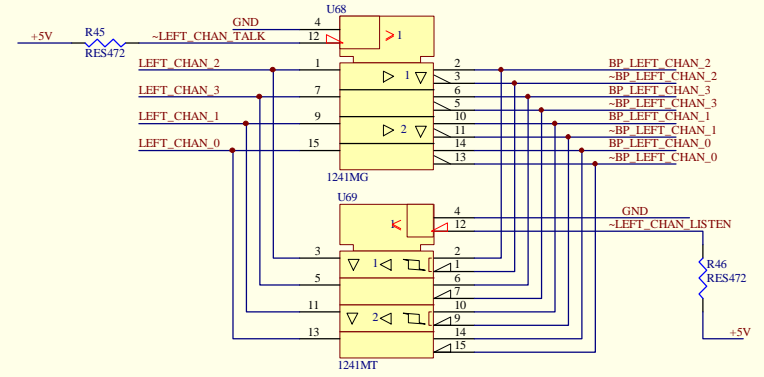 U68
GND 4
+5V R45 RES472 ~LEFT_CHAN_TALK 12 ≥1
LEFT_CHAN_2 1 1 2 BP_LEFT_CHAN_2
3 ~BP_LEFT_CHAN_2
LEFT_CHAN_3 7 6 BP_LEFT_CHAN_3
5 ~BP_LEFT_CHAN_3
LEFT_CHAN_1 9 10 BP_LEFT_CHAN_1
2 11 ~BP_LEFT_CHAN_1
LEFT_CHAN_0 15 14 BP_LEFT_CHAN_0
13 ~BP_LEFT_CHAN_0
1241MG
U69
4 GND
12 ~LEFT_CHAN_LISTEN
3 1 2
1
R46
RES472
5 6
7
11 2 10
9
13 14
+5V
15
1241MT